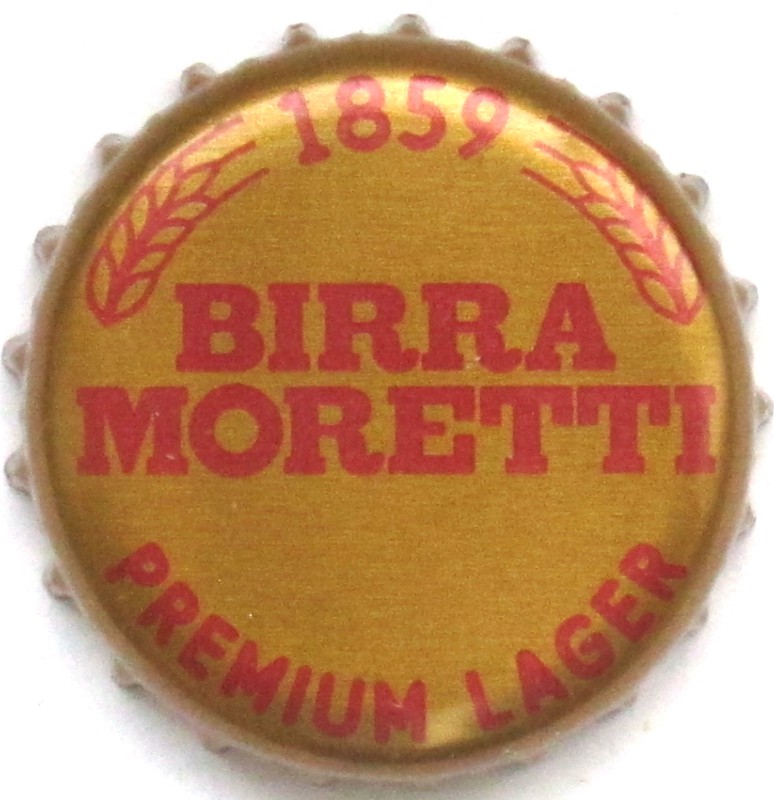 1859
BIRRA
MORETTI
PREMIUM LAGER